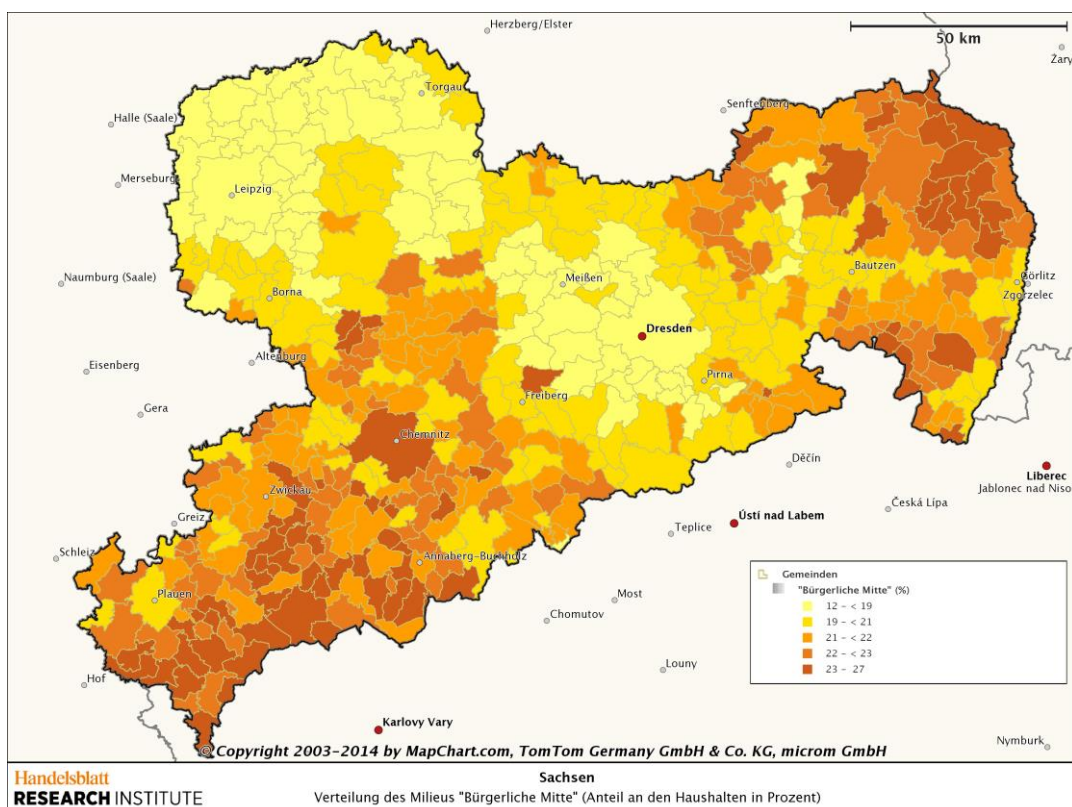 Herzberg/Elster
50 km
Żary
Torgau
Senftenberg
Halle (Saale)
Merseburg
Leipzig
Bautzen
Görlitz
Naumburg (Saale)
Meißen
Zgorzelec
Borna
Dresden
Altenburg
Eisenberg
Pirna
Freiberg
Gera
Chemnitz
Děčín
Liberec
Jablonec nad Niso
Zwickau
Česká Lípa
Greiz
Ústí nad Labem
Teplice
Schleiz
Annaberg-Buchholz
Plauen
Most
Chomutov
Gemeinden
"Bürgerliche Mitte" (%)
12 - < 19
19 - < 21
21 - < 22
22 - < 23
23 - 27
Louny
Hof
Karlovy Vary
Nymburk
© Copyright 2003-2014 by MapChart.com, TomTom Germany GmbH & Co. KG, microm GmbH
Handelsblatt
RESEARCH INSTITUTE
Sachsen
Verteilung des Milieus "Bürgerliche Mitte" (Anteil an den Haushalten in Prozent)